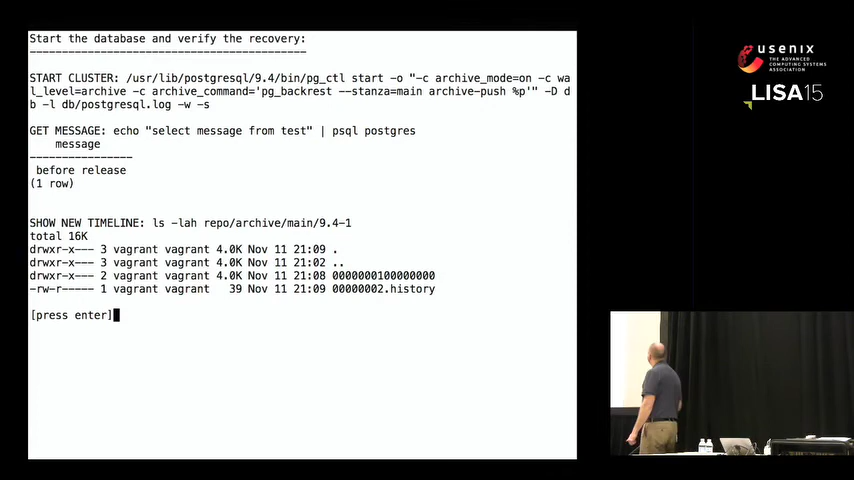 Start the database and verify the recovery:
-------------------------------------------
START CLUSTER: /usr/lib/postgresql/9.4/bin/pg_ctl start -o "-c archive_mode=on -c wa
l_level=archive -c archive_command='pg_backrest --stanza=main archive-push %p'" -D d
b -l db/postgresql.log -w -s
GET MESSAGE: echo "select message from test" | psql postgres
message
----------------
before release
(1 row)
SHOW NEW TIMELINE: ls -lah repo/archive/main/9.4-1
total 16K
drwxr-x--- 3 vagrant vagrant 4.0K Nov 11 21:09 .
drwxr-x--- 3 vagrant vagrant 4.0K Nov 11 21:02 ..
drwxr-x--- 2 vagrant vagrant 4.0K Nov 11 21:08 0000000100000000
-rw-r----- 1 vagrant vagrant   39 Nov 11 21:09 00000002.history
[press enter]
usenix
THE ADVANCED
COMPUTING SYSTEMS
ASSOCIATION
LISA15